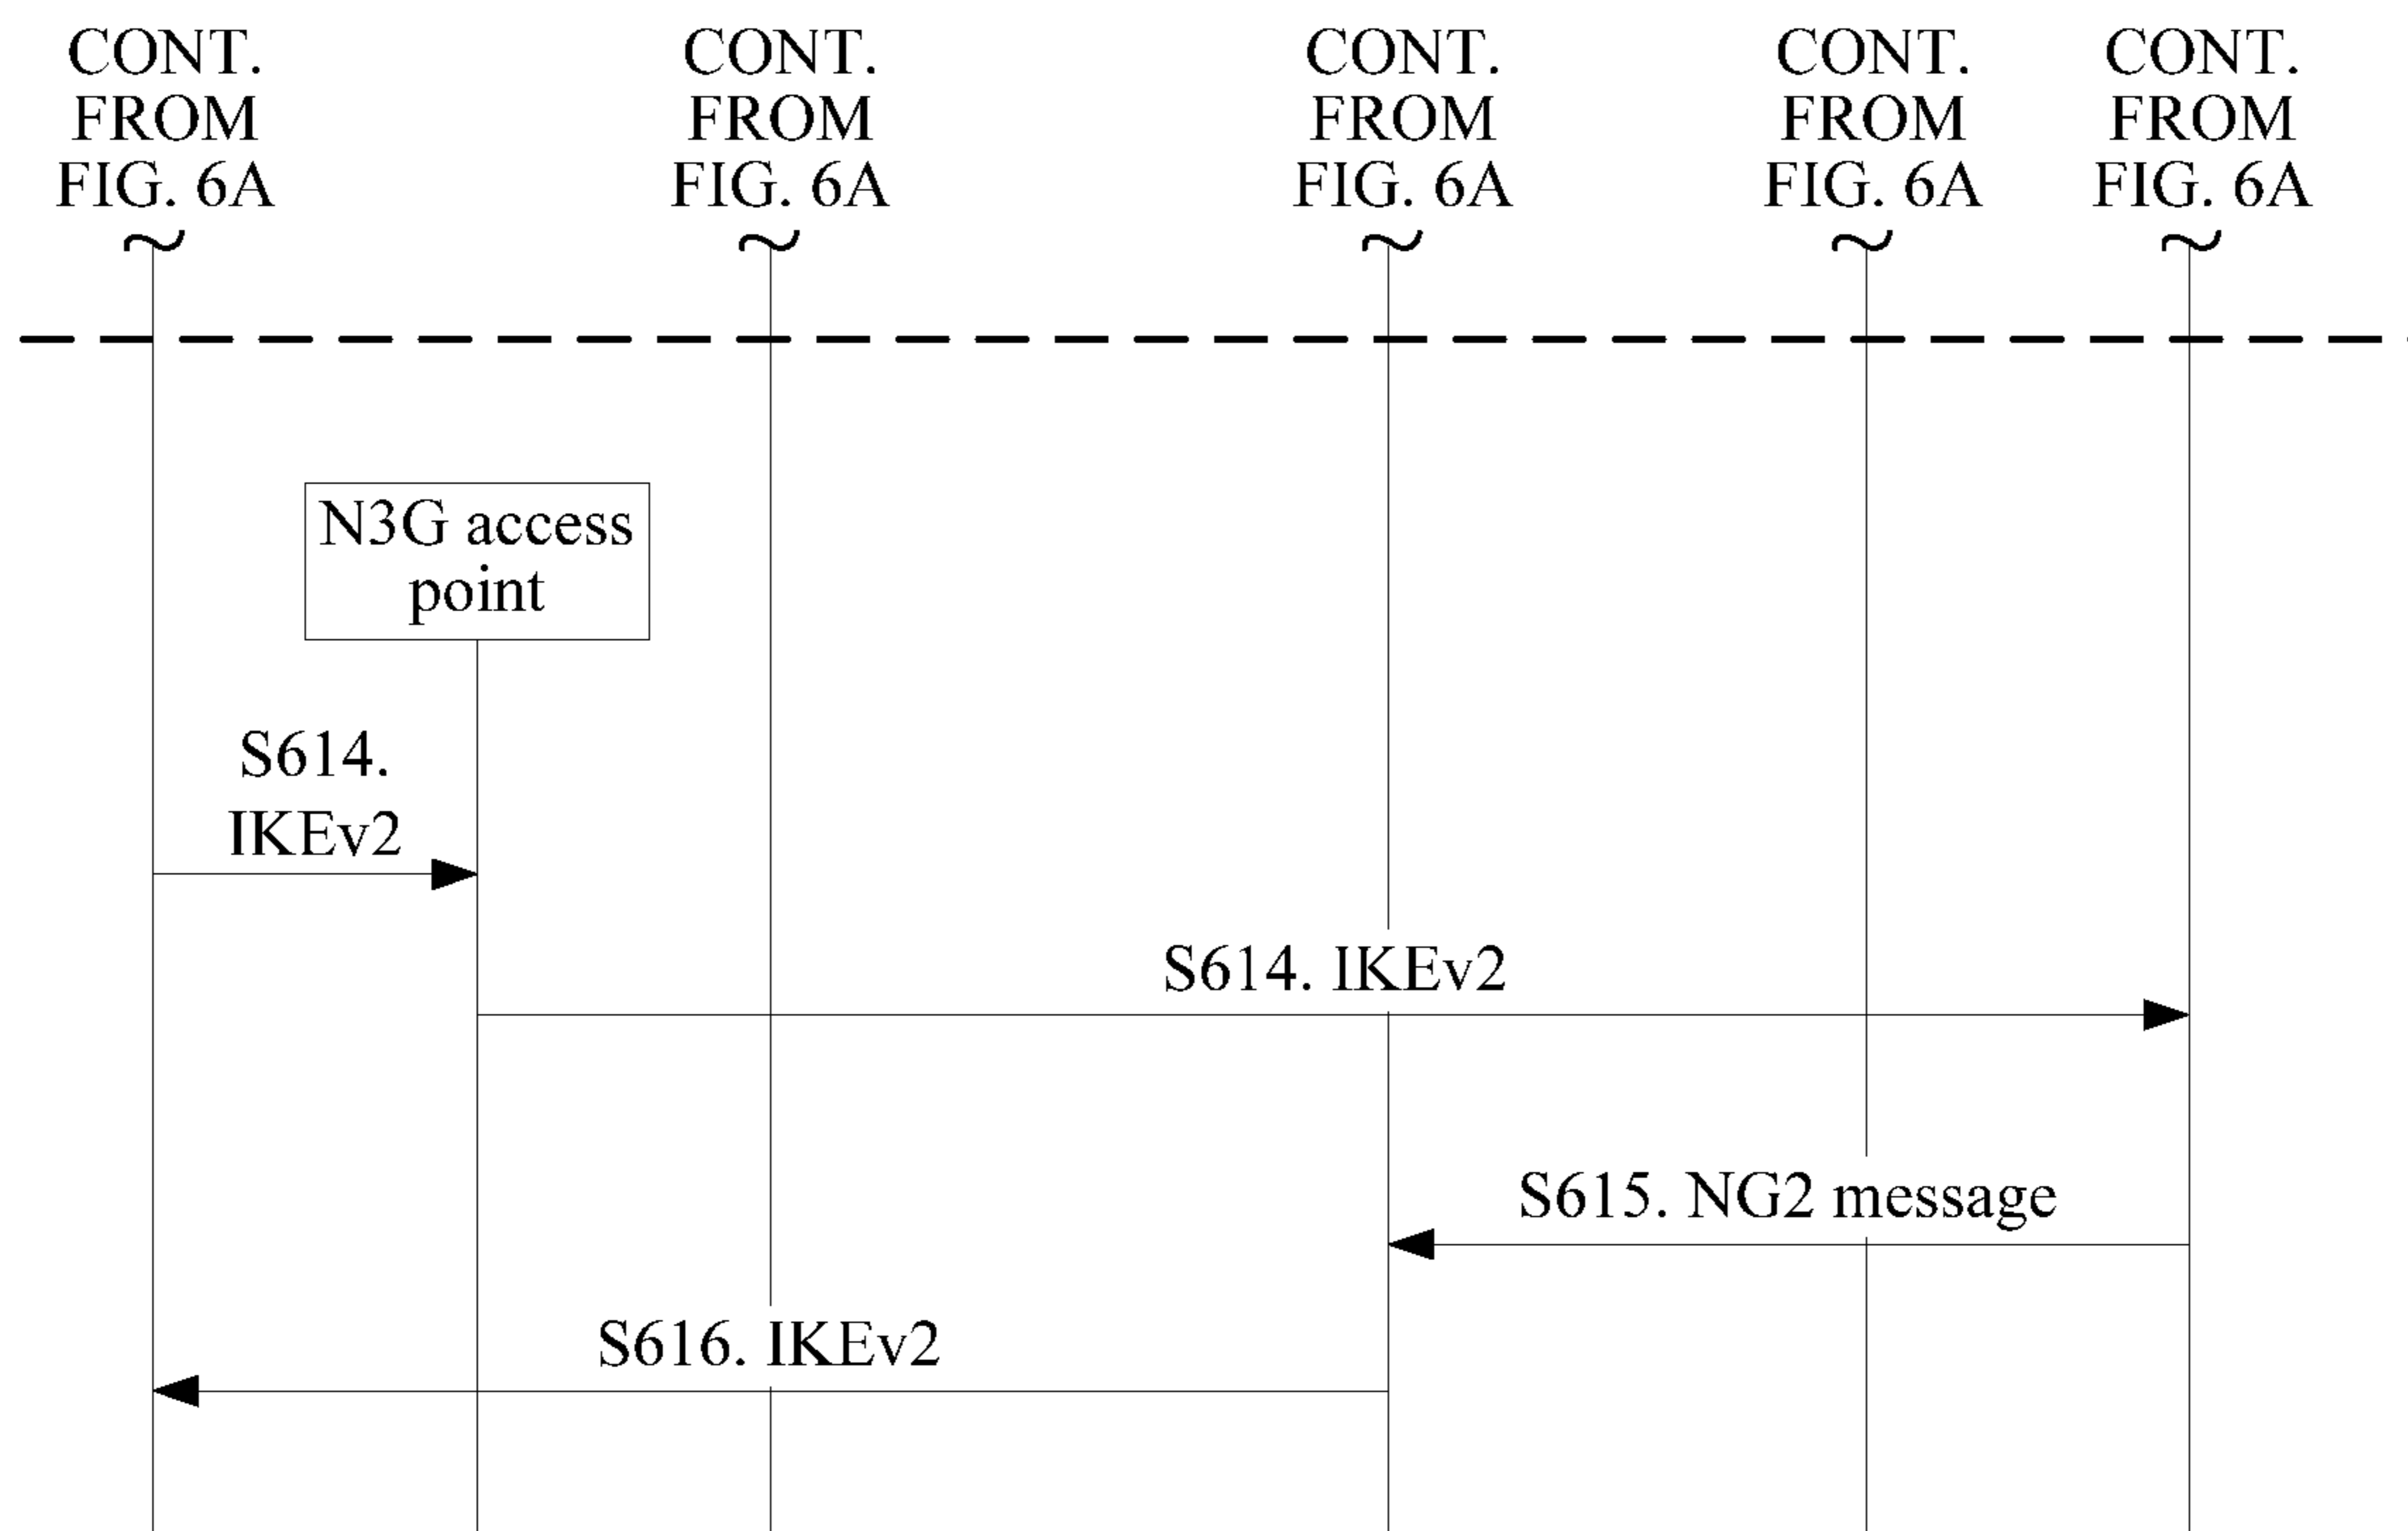 CONT.
FROM
FIG. 6A
CONT.
FROM
FIG. 6A
CONT.
FROM
FIG. 6A
CONT.
FROM
FIG. 6A
CONT.
FROM
FIG. 6A
N3G access
point
S614.
IKEv2
S614. IKEv2
S615. NG2 message
S616. IKEv2